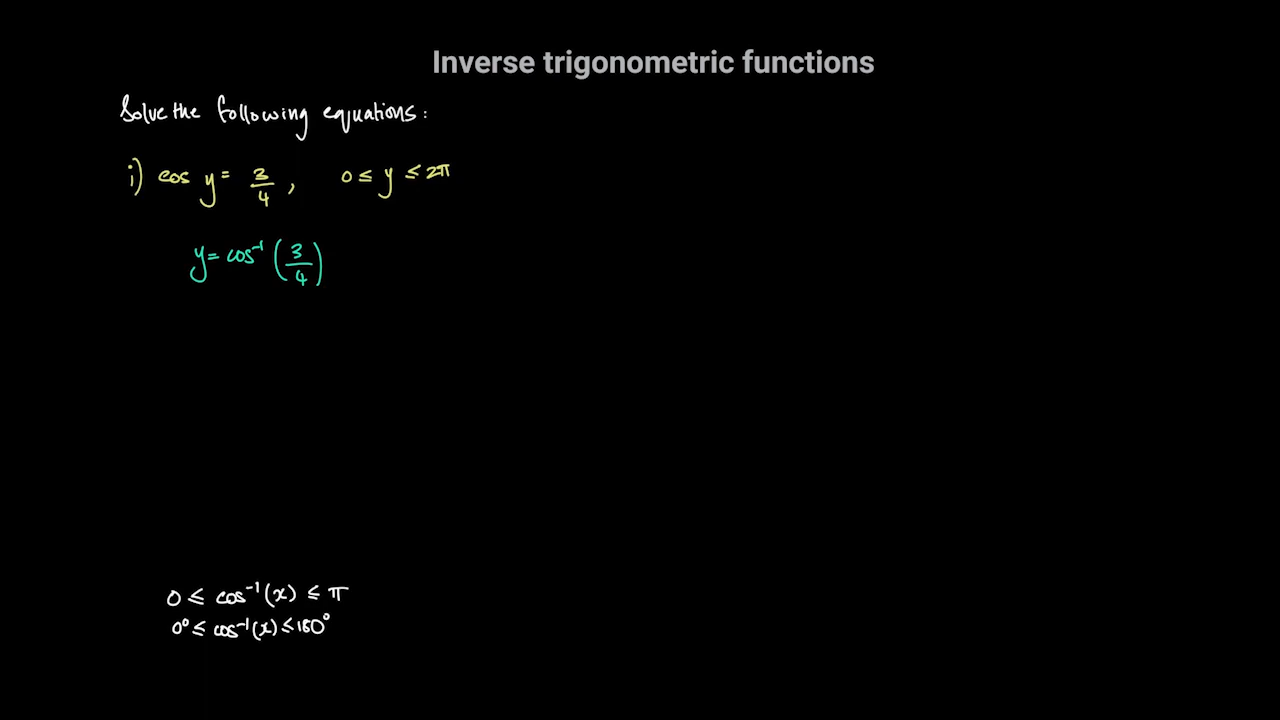 Inverse trigonometric functions
Solve the following equations:
i) cos y = 3/4 , 0 ≤ y ≤ 2π
y = cos⁻¹ (3/4)
0 ≤ cos⁻¹(x) ≤ π
0° ≤ cos⁻¹(x) ≤ 180°